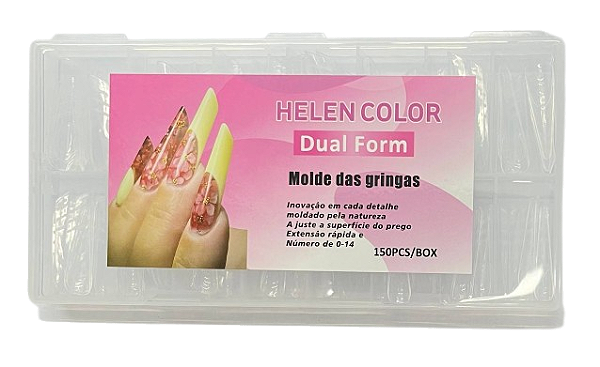 HELEN COLOR
Dual Form
Molde das gringas
Inovação em cada detalhe
moldado pela natureza
A juste a superfície do prego
Extensão rápida e
Número de 0-14
150PCS/BOX